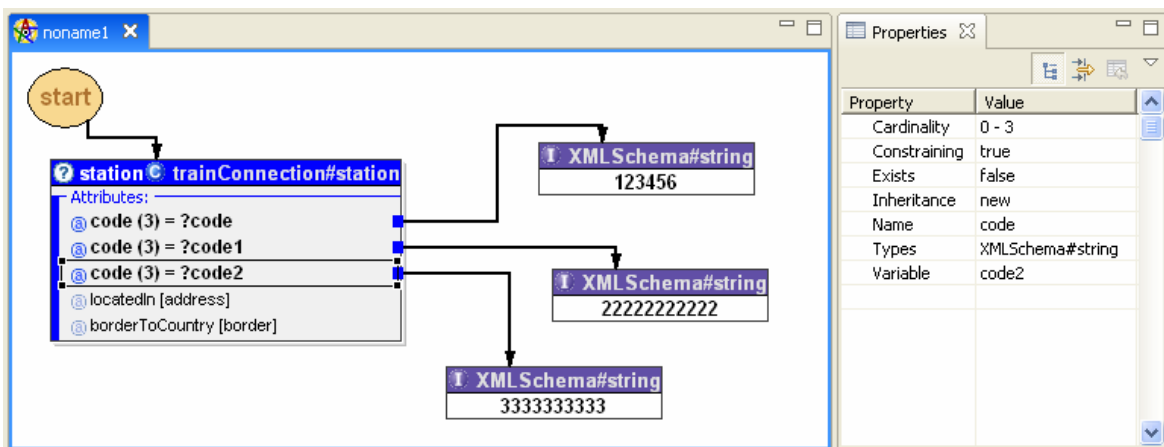 noname1
start
station trainConnection#station
Attributes:
code (3) = ?code
code (3) = ?code1
code (3) = ?code2
locatedIn [address]
borderToCountry [border]
XMLSchema#string
123456
XMLSchema#string
22222222222
XMLSchema#string
3333333333
Properties
Property Value
Cardinality 0 - 3
Constraining true
Exists false
Inheritance new
Name code
Types XMLSchema#string
Variable code2